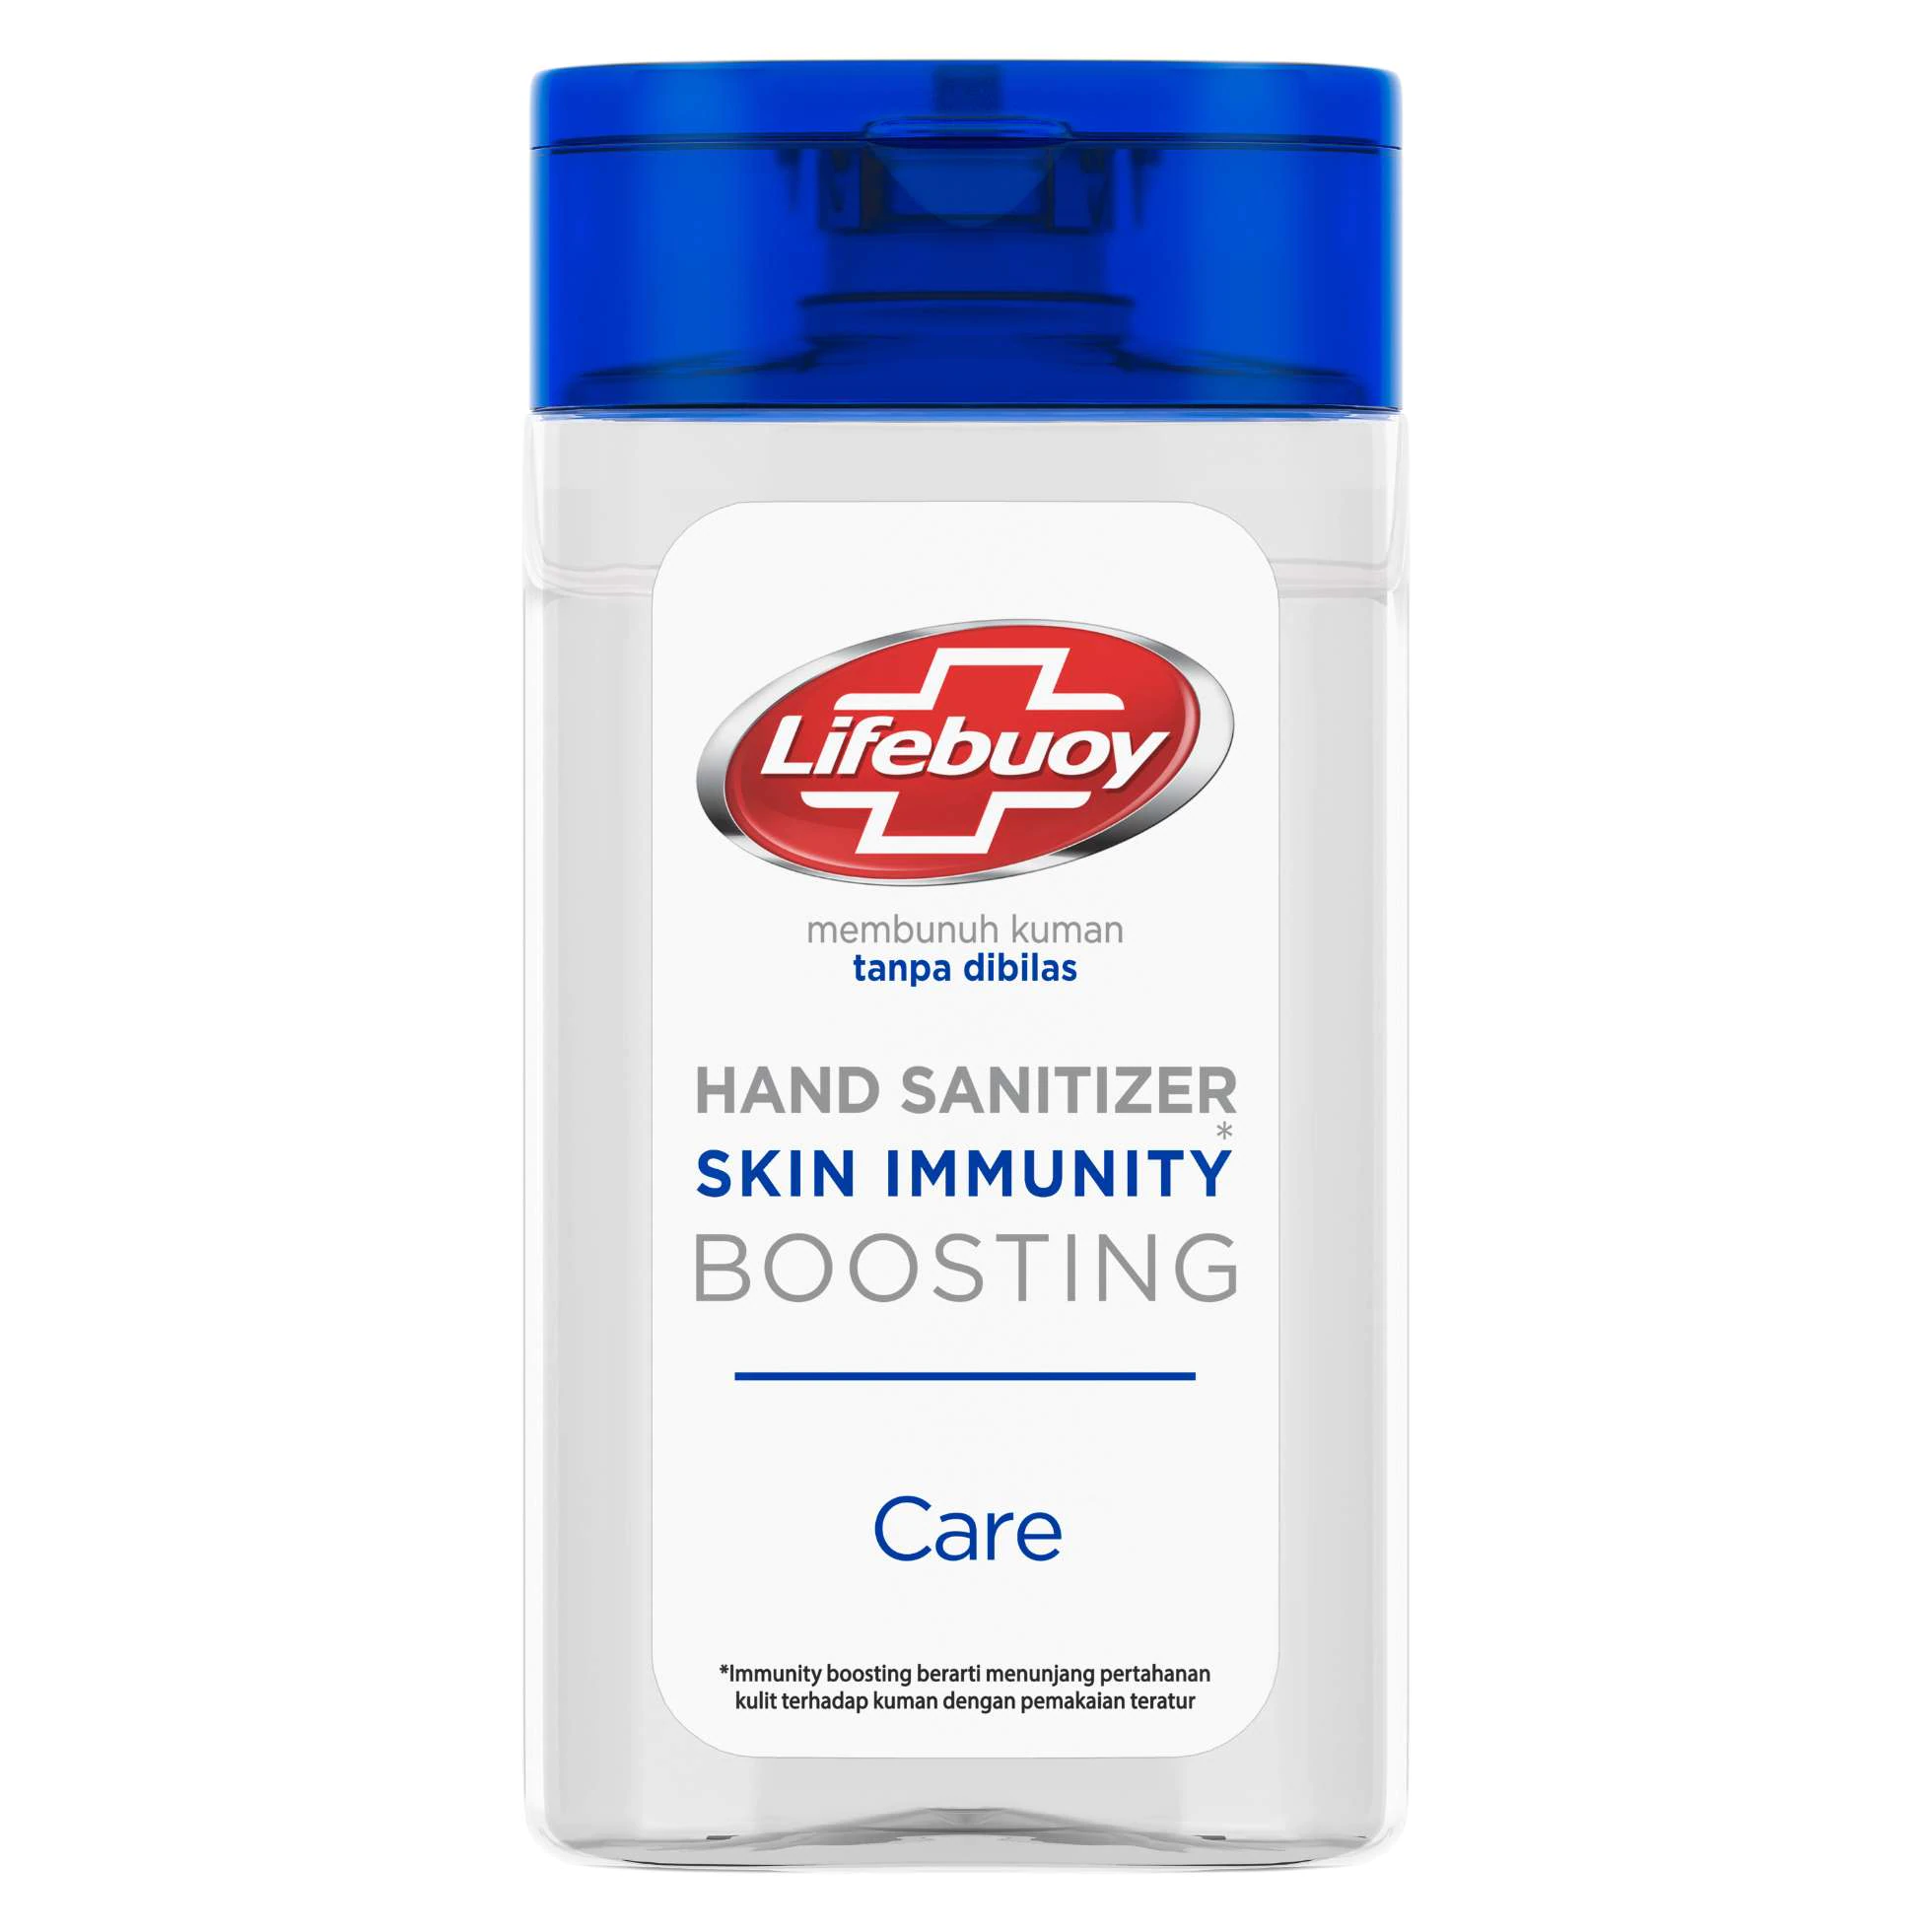 Lifebuoy
membunuh kuman
tanpa dibilas
HAND SANITIZER
SKIN IMMUNITY*
BOOSTING
Care
*Immunity boosting berarti menunjang pertahanan
kulit terhadap kuman dengan pemakaian teratur